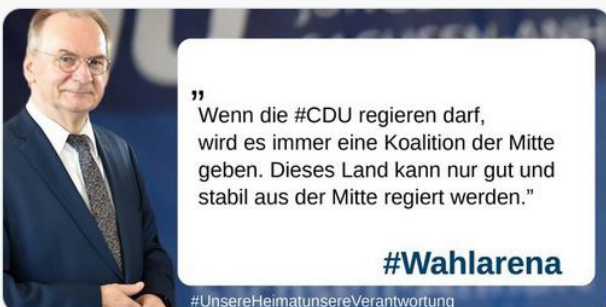 „
Wenn die #CDU regieren darf,
wird es immer eine Koalition der Mitte
geben. Dieses Land kann nur gut und
stabil aus der Mitte regiert werden.”
#Wahlarena
#UnsereHeimatunsereVerantwortung